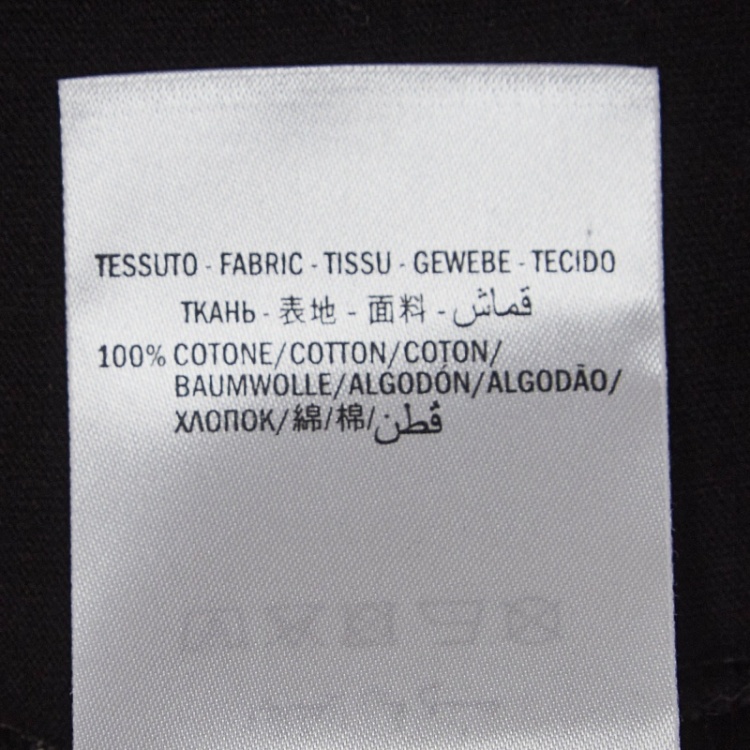 TESSUTO - FABRIC - TISSU - GEWEBE - TECIDO
ТКАНЬ - 表地 - 面料 - قماش
100% COTONE/COTTON/COTON/
BAUMWOLLE/ALGODÓN/ALGODÃO/
ХЛОПОК/綿/棉/قُطن